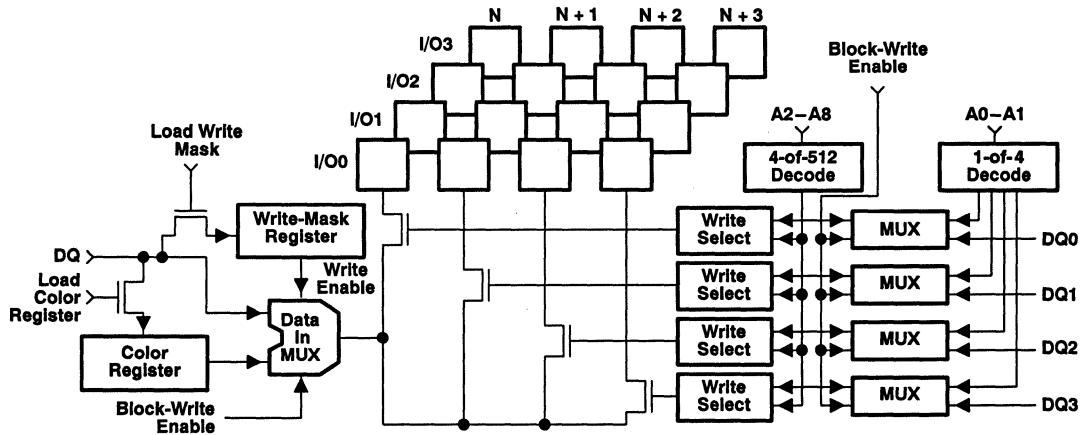 N
N + 1
N + 2
N + 3
I/O3
I/O2
I/O1
I/O0
Block-Write
Enable
A2–A8
A0–A1
4-of-512
Decode
1-of-4
Decode
Load Write
Mask
Write-Mask
Register
Write
Enable
DQ
Load
Color
Register
Data
In
MUX
Color
Register
Block-Write
Enable
Write
Select
MUX
DQ0
Write
Select
MUX
DQ1
Write
Select
MUX
DQ2
Write
Select
MUX
DQ3